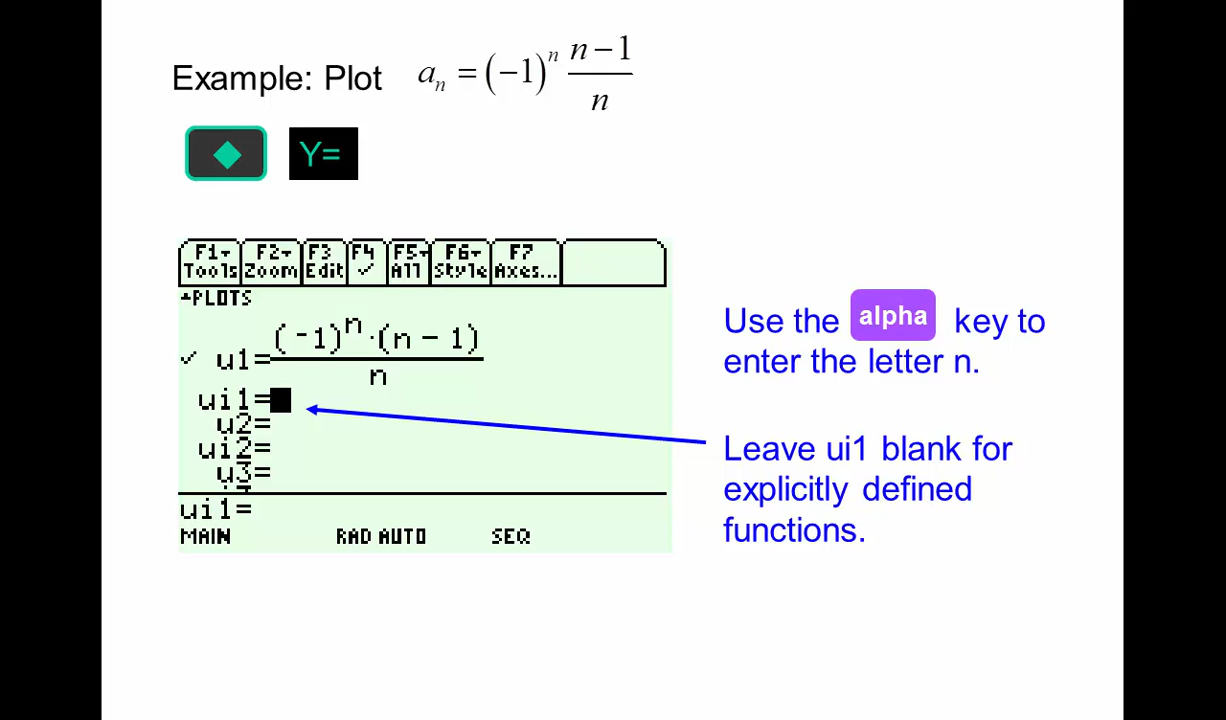 Example: Plot aₙ = (−1)ⁿ (n−1)/n
Y=
F1 F2 F3 F4 F5 F6 F7
Tools Zoom Edit ✓ All Style Axes...
PLOTS
✓ u1=((-1)^n·(n − 1))/n
ui1=
u2=
ui2=
u3=
ui1=
MAIN RAD AUTO SEQ
Use the alpha key to
enter the letter n.
Leave ui1 blank for
explicitly defined
functions.